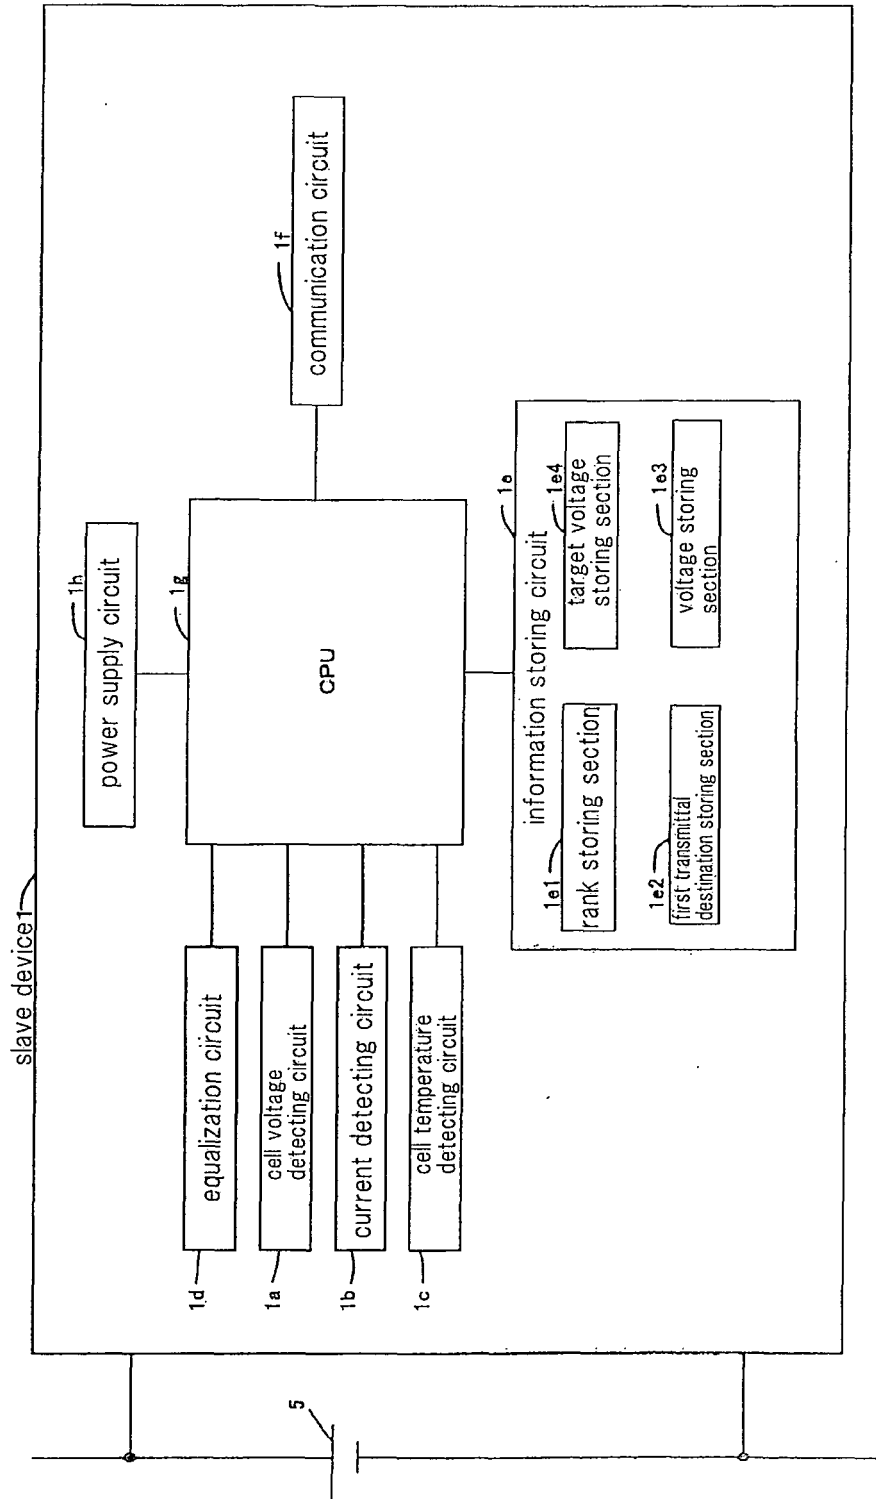 slave device1
1h
power supply circuit
1d
equalization circuit
1a
cell voltage
detecting circuit
1b
current detecting circuit
1c
cell temperature
detecting circuit
1g
CPU
1f
communication circuit
1e
information storing circuit
1e1
rank storing section
1e4
target voltage
storing section
1e2
first transmittal
destination storing section
1e3
voltage storing
section
5